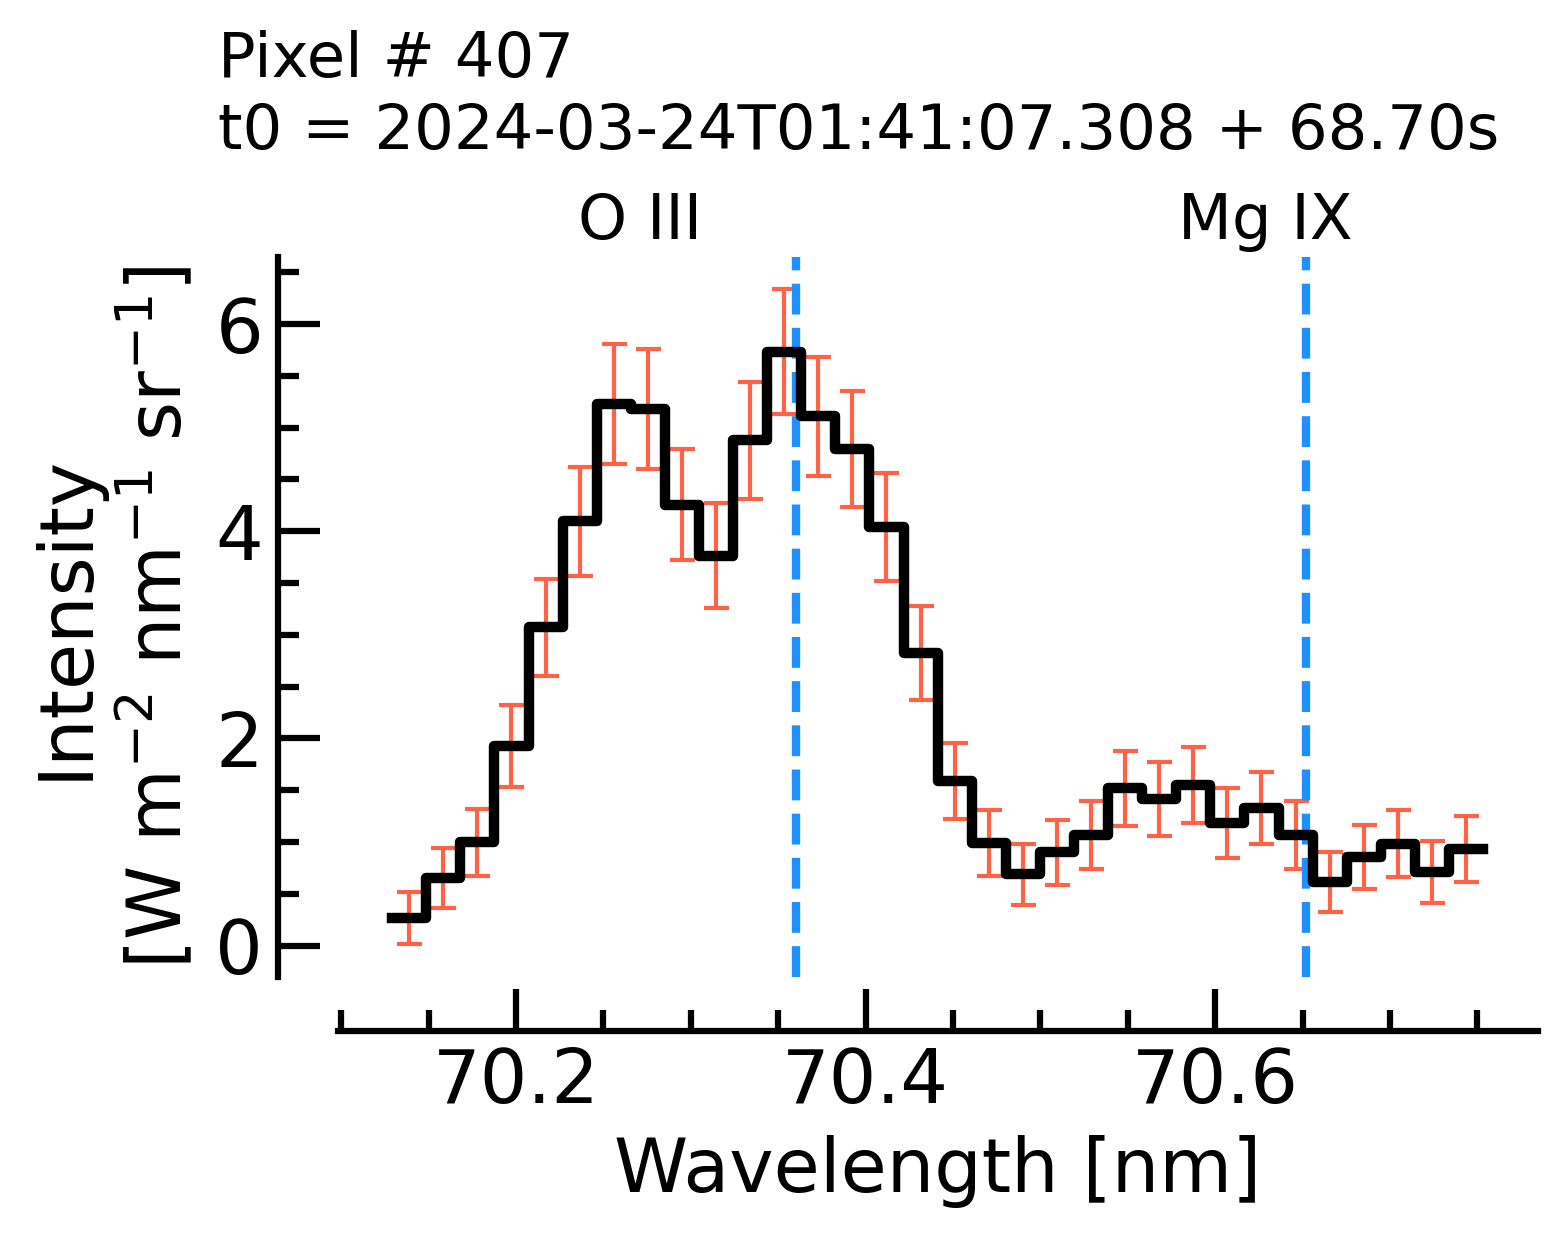 Pixel # 407
t0 = 2024-03-24T01:41:07.308 + 68.70s
O III Mg IX
Intensity
[W m⁻² nm⁻¹ sr⁻¹]
6
4
2
0
70.2 70.4 70.6
Wavelength [nm]